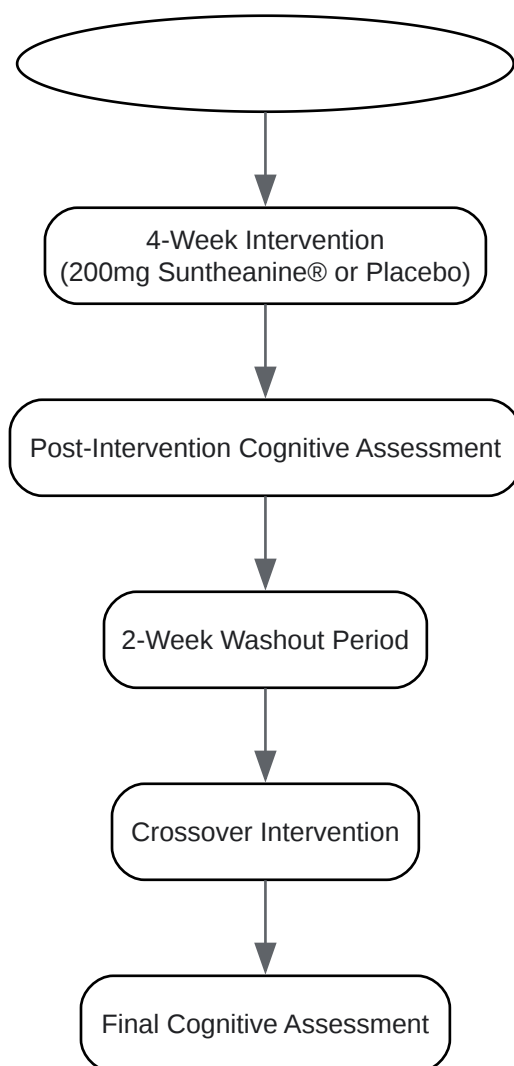 4-Week Intervention
(200mg Suntheanine® or Placebo)
Post-Intervention Cognitive Assessment
2-Week Washout Period
Crossover Intervention
Final Cognitive Assessment